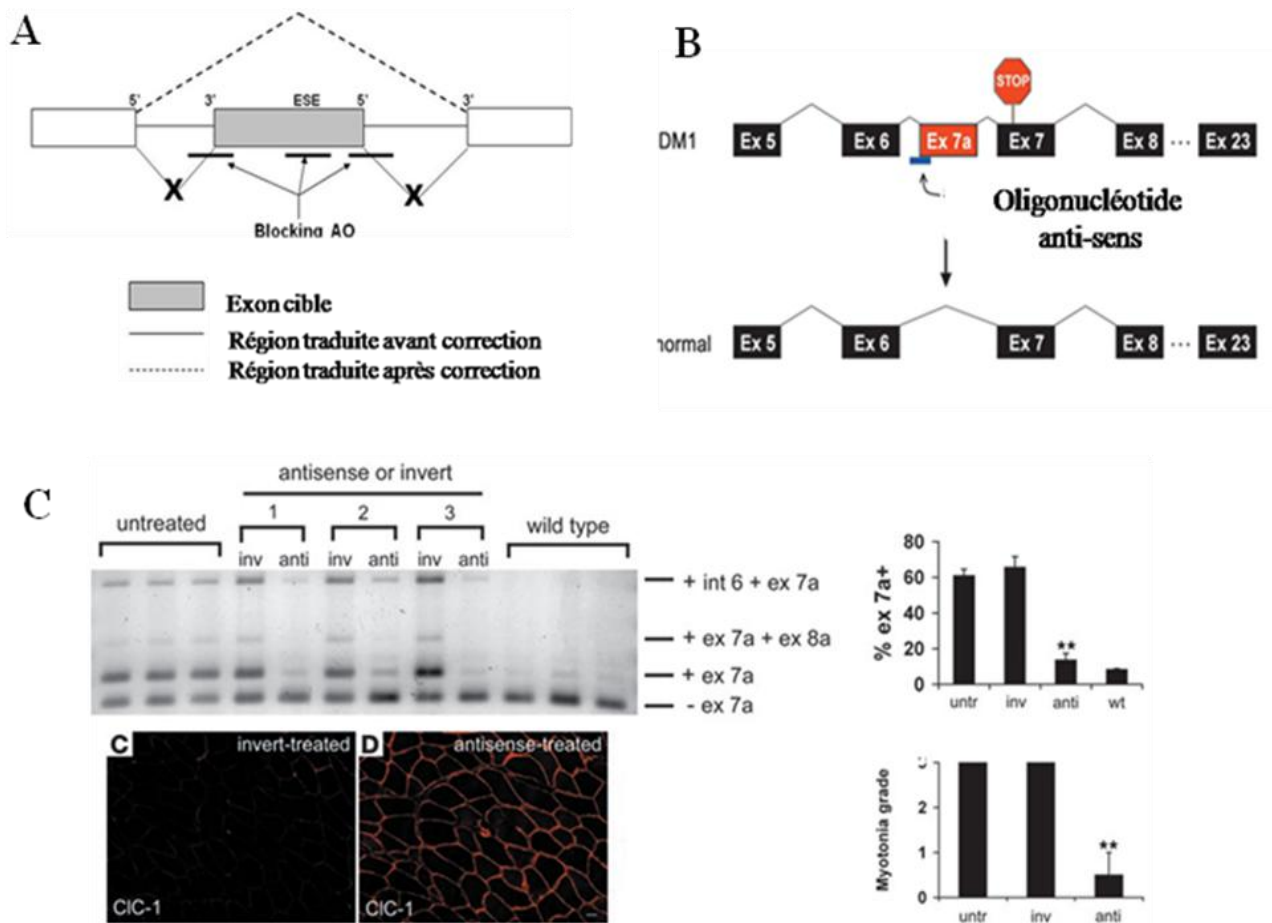 A
5' 3' ESE 5' 3'
X X
Blocking AO
Exon cible
Région traduite avant correction
Région traduite après correction
B
STOP
DM1 Ex 5 Ex 6 Ex 7a Ex 7 Ex 8 ... Ex 23
Oligonucléotide
anti-sens
normal Ex 5 Ex 6 Ex 7 Ex 8 ... Ex 23
C
antisense or invert
untreated 1 2 3 wild type
inv anti inv anti inv anti
+ int 6 + ex 7a
+ ex 7a + ex 8a
+ ex 7a
- ex 7a
C invert-treated
ClC-1
D antisense-treated
ClC-1
% ex 7a+
80
60
40
20
0
**
untr inv anti wt
Myotonia grade
2
1
0
**
untr inv anti